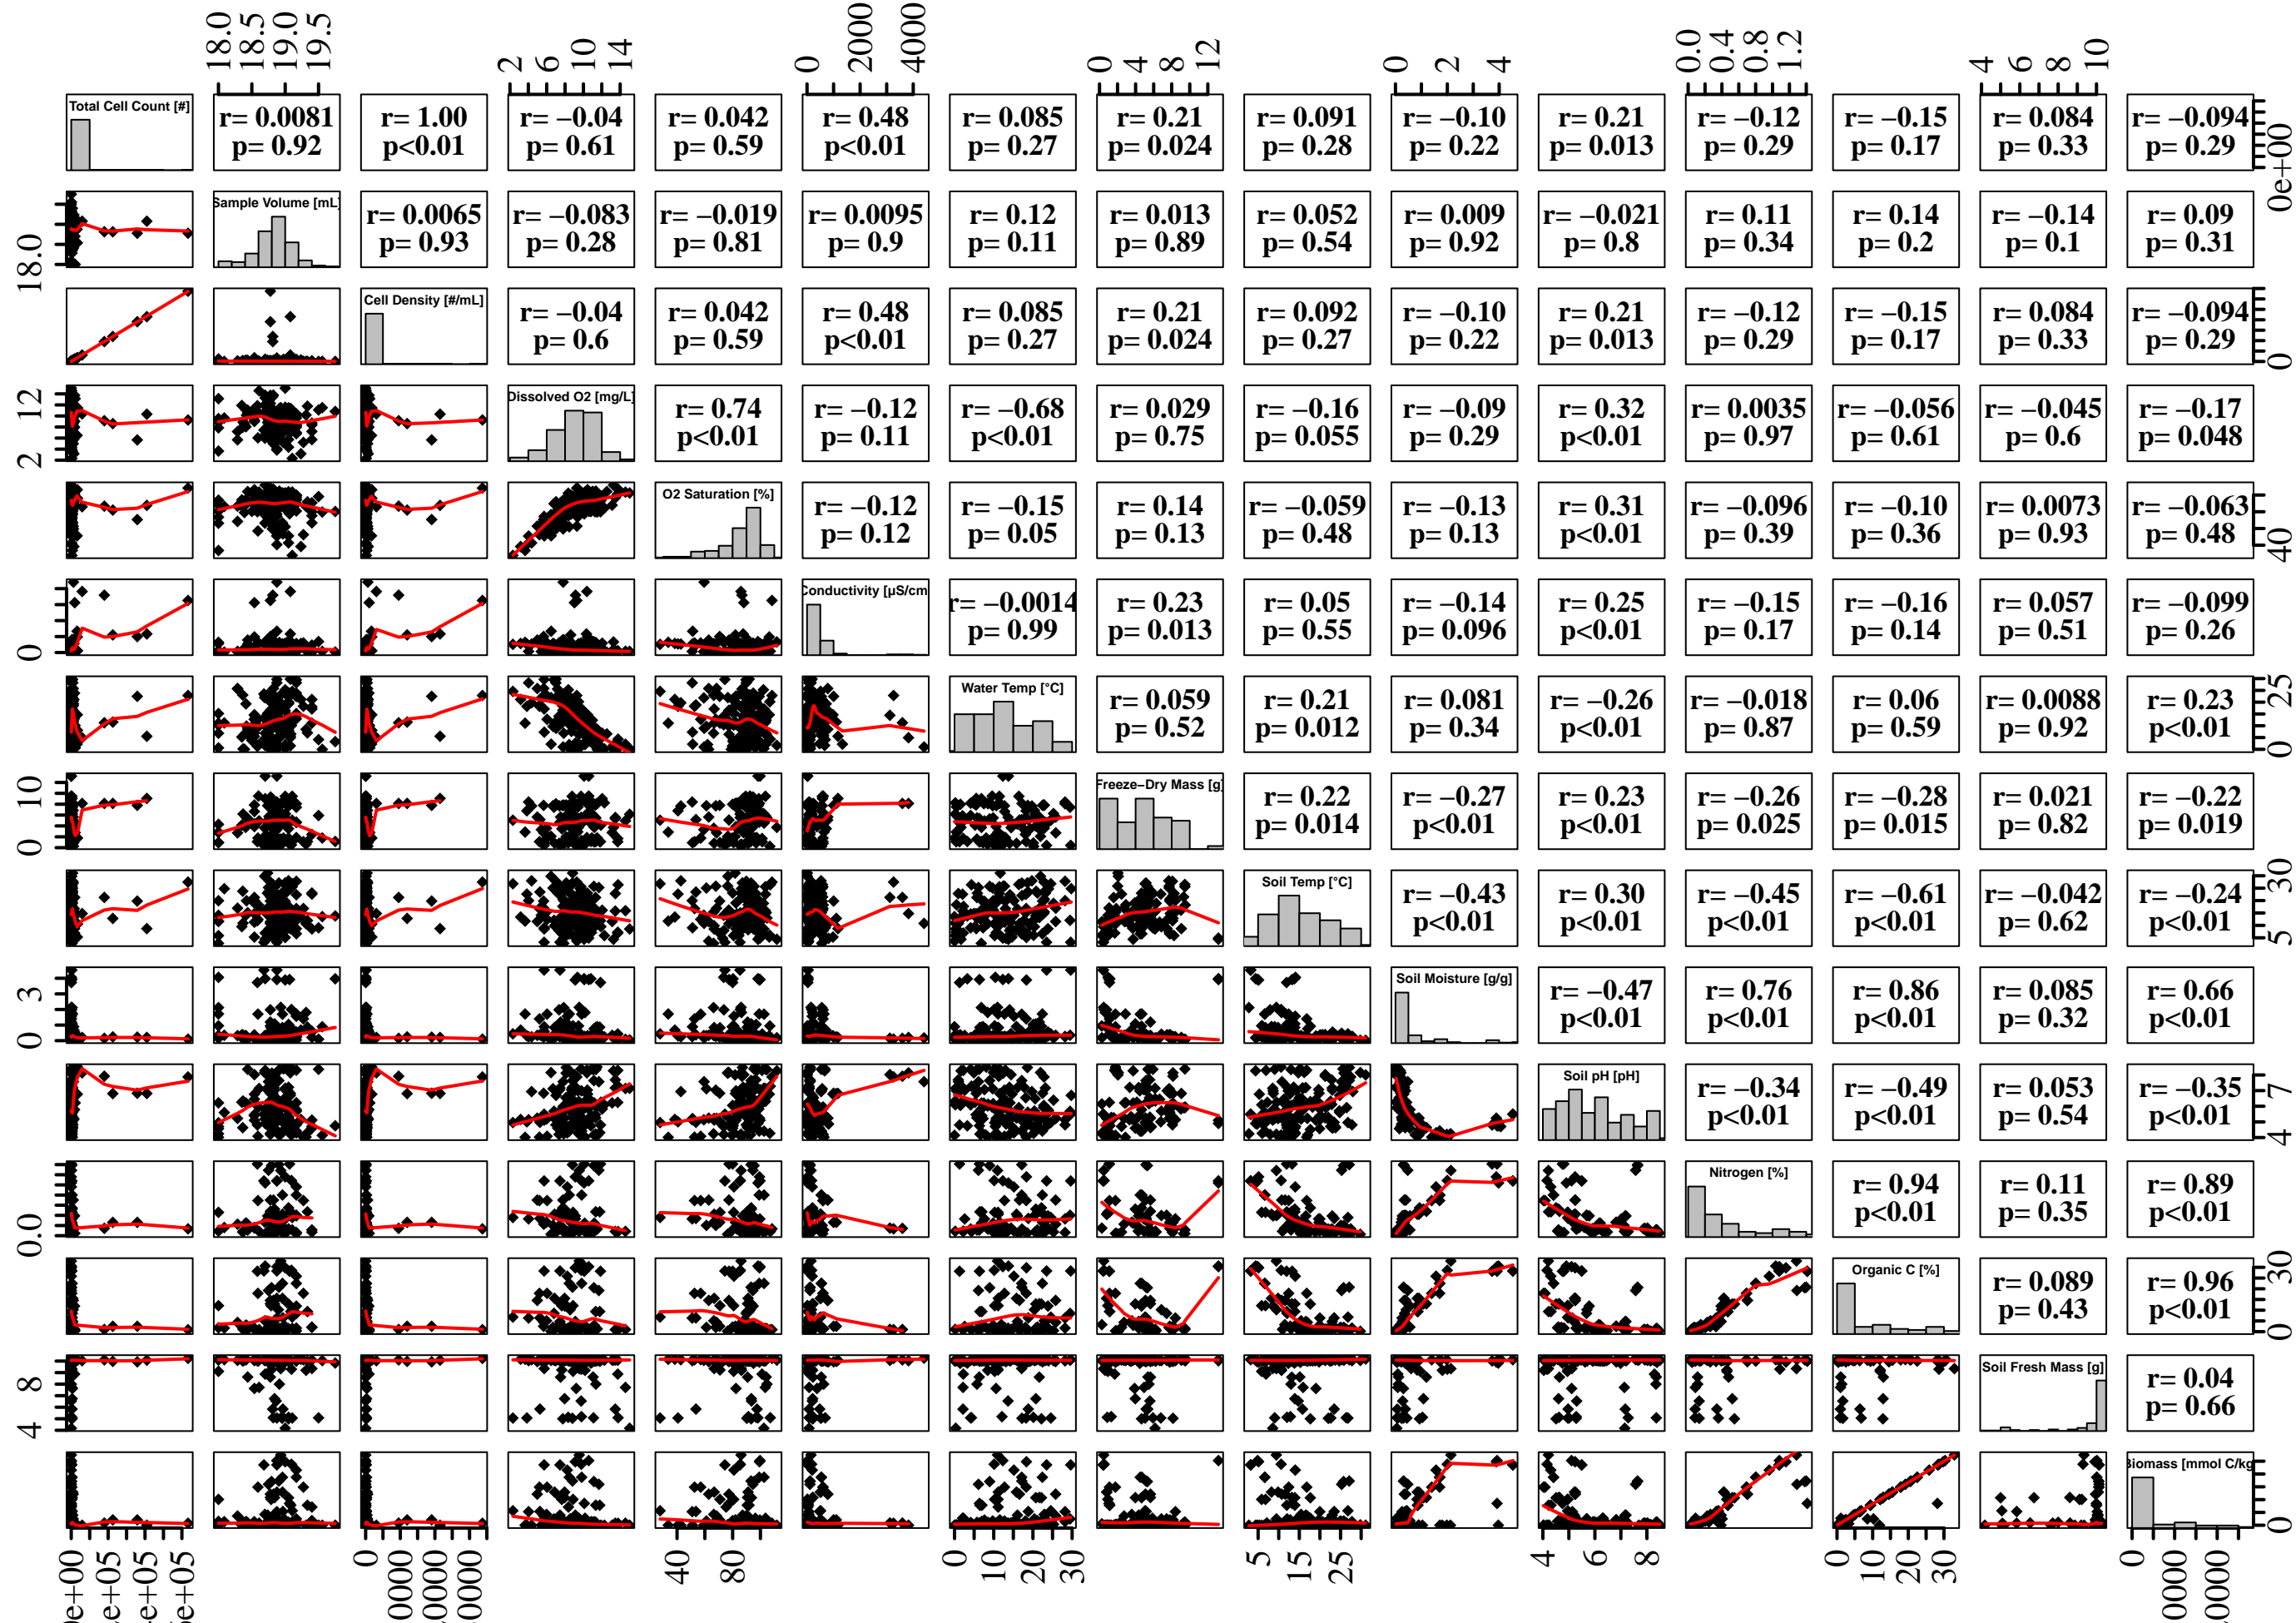 18.0 18.5 19.0 19.5
2 6 10 14
0 2000 4000
0 4 8 12
0 2 4
0.0 0.4 0.8 1.2
4 6 8 10
Total Cell Count [#]
r= 0.0081
p= 0.92
r= 1.00
p<0.01
r= −0.04
p= 0.61
r= 0.042
p= 0.59
r= 0.48
p<0.01
r= 0.085
p= 0.27
r= 0.21
p= 0.024
r= 0.091
p= 0.28
r= −0.10
p= 0.22
r= 0.21
p= 0.013
r= −0.12
p= 0.29
r= −0.15
p= 0.17
r= 0.084
p= 0.33
r= −0.094
p= 0.29
0e+00
18.0
Sample Volume [mL]
r= 0.0065
p= 0.93
r= −0.083
p= 0.28
r= −0.019
p= 0.81
r= 0.0095
p= 0.9
r= 0.12
p= 0.11
r= 0.013
p= 0.89
r= 0.052
p= 0.54
r= 0.009
p= 0.92
r= −0.021
p= 0.8
r= 0.11
p= 0.34
r= 0.14
p= 0.2
r= −0.14
p= 0.1
r= 0.09
p= 0.31
Cell Density [#/mL]
r= −0.04
p= 0.6
r= 0.042
p= 0.59
r= 0.48
p<0.01
r= 0.085
p= 0.27
r= 0.21
p= 0.024
r= 0.092
p= 0.27
r= −0.10
p= 0.22
r= 0.21
p= 0.013
r= −0.12
p= 0.29
r= −0.15
p= 0.17
r= 0.084
p= 0.33
r= −0.094
p= 0.29
0
2 12
Dissolved O2 [mg/L]
r= 0.74
p<0.01
r= −0.12
p= 0.11
r= −0.68
p<0.01
r= 0.029
p= 0.75
r= −0.16
p= 0.055
r= −0.09
p= 0.29
r= 0.32
p<0.01
r= 0.0035
p= 0.97
r= −0.056
p= 0.61
r= −0.045
p= 0.6
r= −0.17
p= 0.048
O2 Saturation [%]
r= −0.12
p= 0.12
r= −0.15
p= 0.05
r= 0.14
p= 0.13
r= −0.059
p= 0.48
r= −0.13
p= 0.13
r= 0.31
p<0.01
r= −0.096
p= 0.39
r= −0.10
p= 0.36
r= 0.0073
p= 0.93
r= −0.063
p= 0.48
40
0
Conductivity [µS/cm
r= −0.0014
p= 0.99
r= 0.23
p= 0.013
r= 0.05
p= 0.55
r= −0.14
p= 0.096
r= 0.25
p<0.01
r= −0.15
p= 0.17
r= −0.16
p= 0.14
r= 0.057
p= 0.51
r= −0.099
p= 0.26
Water Temp [°C]
r= 0.059
p= 0.52
r= 0.21
p= 0.012
r= 0.081
p= 0.34
r= −0.26
p<0.01
r= −0.018
p= 0.87
r= 0.06
p= 0.59
r= 0.0088
p= 0.92
r= 0.23
p<0.01
0 25
0 10
Freeze−Dry Mass [g]
r= 0.22
p= 0.014
r= −0.27
p<0.01
r= 0.23
p<0.01
r= −0.26
p= 0.025
r= −0.28
p= 0.015
r= 0.021
p= 0.82
r= −0.22
p= 0.019
Soil Temp [°C]
r= −0.43
p<0.01
r= 0.30
p<0.01
r= −0.45
p<0.01
r= −0.61
p<0.01
r= −0.042
p= 0.62
r= −0.24
p<0.01
5 30
0 3
Soil Moisture [g/g]
r= −0.47
p<0.01
r= 0.76
p<0.01
r= 0.86
p<0.01
r= 0.085
p= 0.32
r= 0.66
p<0.01
Soil pH [pH]
r= −0.34
p<0.01
r= −0.49
p<0.01
r= 0.053
p= 0.54
r= −0.35
p<0.01
4 7
0.0
Nitrogen [%]
r= 0.94
p<0.01
r= 0.11
p= 0.35
r= 0.89
p<0.01
Organic C [%]
r= 0.089
p= 0.43
r= 0.96
p<0.01
0 30
4 8
Soil Fresh Mass [g]
r= 0.04
p= 0.66
Biomass [mmol C/kg
0
0e+00 e+05 e+05 e+05
0 0000 0000 0000
40 80
0 10 20 30
5 15 25
4 6 8
0 10 20 30
0 0000 0000